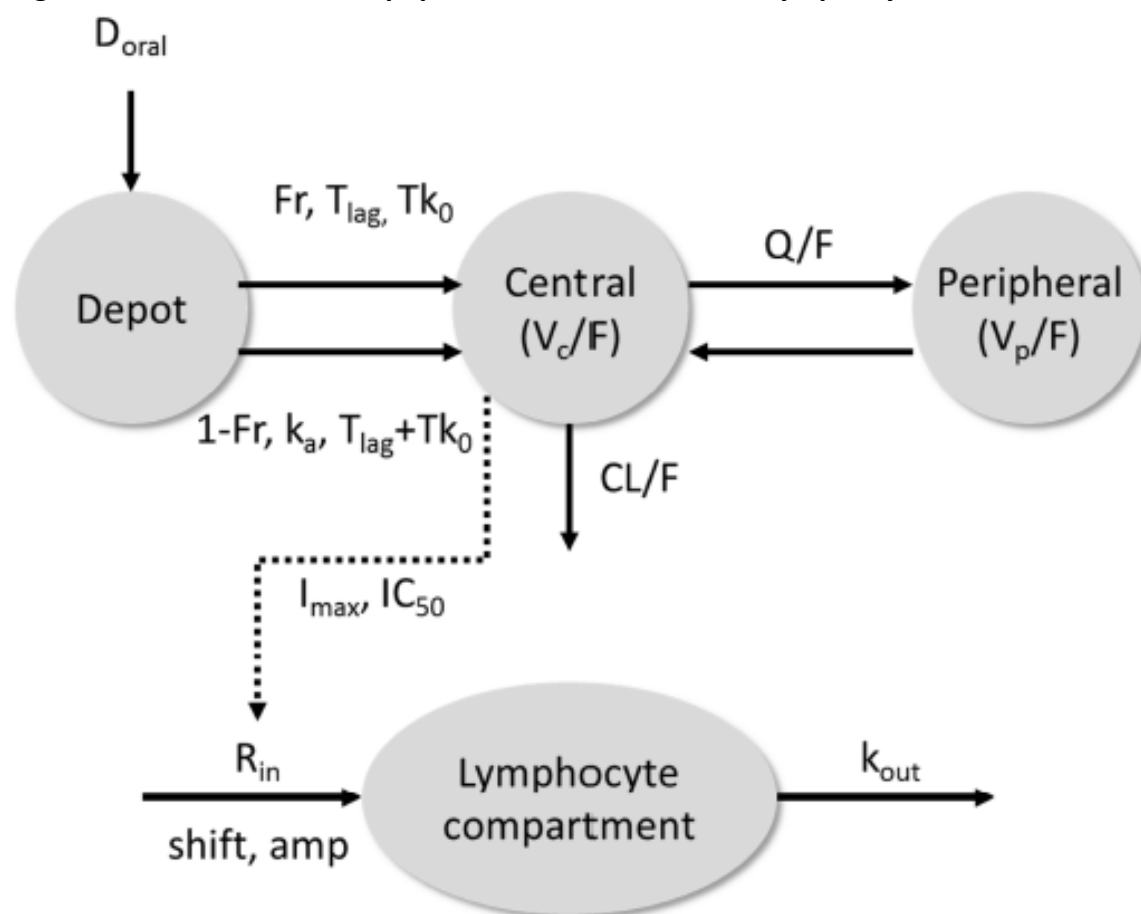 D_oral
Fr, T_lag, Tk_0
Q/F
Depot
Central
(V_c/F)
Peripheral
(V_p/F)
1-Fr, k_a, T_lag+Tk_0
CL/F
I_max, IC_50
R_in
shift, amp
Lymphocyte
compartment
k_out